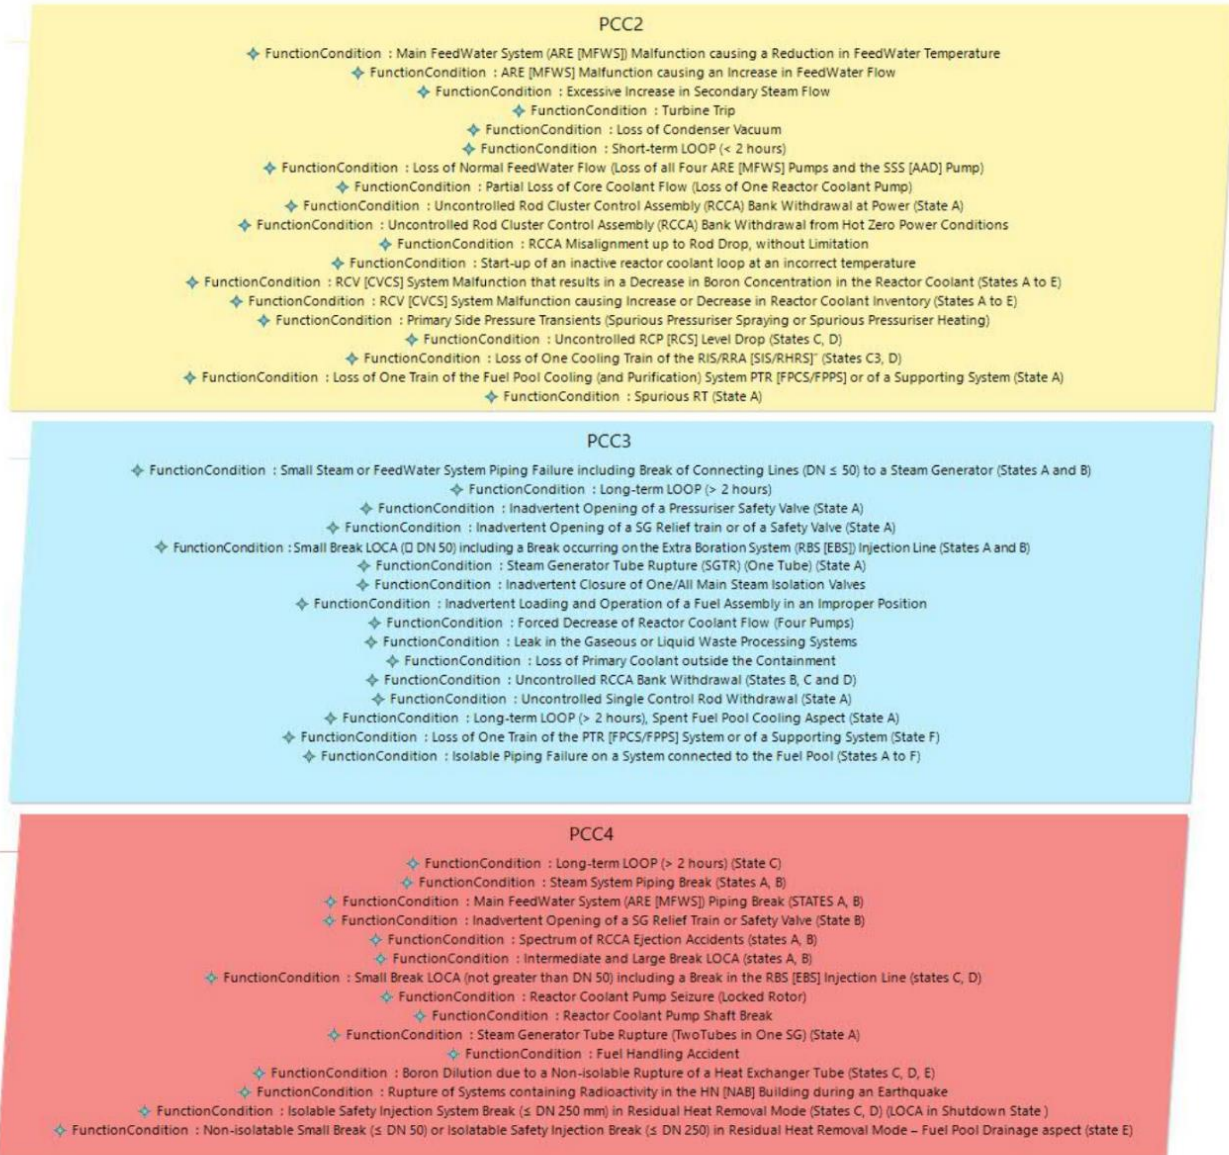 PCC2
FunctionCondition : Main FeedWater System (ARE [MFWS]) Malfunction causing a Reduction in FeedWater Temperature
FunctionCondition : ARE [MFWS] Malfunction causing an Increase in FeedWater Flow
FunctionCondition : Excessive Increase in Secondary Steam Flow
FunctionCondition : Turbine Trip
FunctionCondition : Loss of Condenser Vacuum
FunctionCondition : Short-term LOOP (< 2 hours)
FunctionCondition : Loss of Normal FeedWater Flow (Loss of all Four ARE [MFWS] Pumps and the SSS [AAD] Pump)
FunctionCondition : Partial Loss of Core Coolant Flow (Loss of One Reactor Coolant Pump)
FunctionCondition : Uncontrolled Rod Cluster Control Assembly (RCCA) Bank Withdrawal at Power (State A)
FunctionCondition : Uncontrolled Rod Cluster Control Assembly (RCCA) Bank Withdrawal from Hot Zero Power Conditions
FunctionCondition : RCCA Misalignment up to Rod Drop, without Limitation
FunctionCondition : Start-up of an inactive reactor coolant loop at an incorrect temperature
FunctionCondition : RCV [CVCS] System Malfunction that results in a Decrease in Boron Concentration in the Reactor Coolant (States A to E)
FunctionCondition : RCV [CVCS] System Malfunction causing Increase or Decrease in Reactor Coolant Inventory (States A to E)
FunctionCondition : Primary Side Pressure Transients (Spurious Pressuriser Spraying or Spurious Pressuriser Heating)
FunctionCondition : Uncontrolled RCP [RCS] Level Drop (States C, D)
FunctionCondition : Loss of One Cooling Train of the RIS/RRA [SIS/RHRS]" (States C3, D)
FunctionCondition : Loss of One Train of the Fuel Pool Cooling (and Purification) System PTR [FPCS/FPPS] or of a Supporting System (State A)
FunctionCondition : Spurious RT (State A)
PCC3
FunctionCondition : Small Steam or FeedWater System Piping Failure including Break of Connecting Lines (DN ≤ 50) to a Steam Generator (States A and B)
FunctionCondition : Long-term LOOP (> 2 hours)
FunctionCondition : Inadvertent Opening of a Pressuriser Safety Valve (State A)
FunctionCondition : Inadvertent Opening of a SG Relief train or of a Safety Valve (State A)
FunctionCondition : Small Break LOCA (▯ DN 50) including a Break occurring on the Extra Boration System (RBS [EBS]) Injection Line (States A and B)
FunctionCondition : Steam Generator Tube Rupture (SGTR) (One Tube) (State A)
FunctionCondition : Inadvertent Closure of One/All Main Steam Isolation Valves
FunctionCondition : Inadvertent Loading and Operation of a Fuel Assembly in an Improper Position
FunctionCondition : Forced Decrease of Reactor Coolant Flow (Four Pumps)
FunctionCondition : Leak in the Gaseous or Liquid Waste Processing Systems
FunctionCondition : Loss of Primary Coolant outside the Containment
FunctionCondition : Uncontrolled RCCA Bank Withdrawal (States B, C and D)
FunctionCondition : Uncontrolled Single Control Rod Withdrawal (State A)
FunctionCondition : Long-term LOOP (> 2 hours), Spent Fuel Pool Cooling Aspect (State A)
FunctionCondition : Loss of One Train of the PTR [FPCS/FPPS] System or of a Supporting System (State F)
FunctionCondition : Isolable Piping Failure on a System connected to the Fuel Pool (States A to F)
PCC4
FunctionCondition : Long-term LOOP (> 2 hours) (State C)
FunctionCondition : Steam System Piping Break (States A, B)
FunctionCondition : Main FeedWater System (ARE [MFWS]) Piping Break (STATES A, B)
FunctionCondition : Inadvertent Opening of a SG Relief Train or Safety Valve (State B)
FunctionCondition : Spectrum of RCCA Ejection Accidents (states A, B)
FunctionCondition : Intermediate and Large Break LOCA (states A, B)
FunctionCondition : Small Break LOCA (not greater than DN 50) including a Break in the RBS [EBS] Injection Line (states C, D)
FunctionCondition : Reactor Coolant Pump Seizure (Locked Rotor)
FunctionCondition : Reactor Coolant Pump Shaft Break
FunctionCondition : Steam Generator Tube Rupture (TwoTubes in One SG) (State A)
FunctionCondition : Fuel Handling Accident
FunctionCondition : Boron Dilution due to a Non-isolable Rupture of a Heat Exchanger Tube (States C, D, E)
FunctionCondition : Rupture of Systems containing Radioactivity in the HN [NAB] Building during an Earthquake
FunctionCondition : Isolable Safety Injection System Break (≤ DN 250 mm) in Residual Heat Removal Mode (States C, D) (LOCA in Shutdown State )
FunctionCondition : Non-isolatable Small Break (≤ DN 50) or Isolatable Safety Injection Break (≤ DN 250) in Residual Heat Removal Mode – Fuel Pool Drainage aspect (state E)